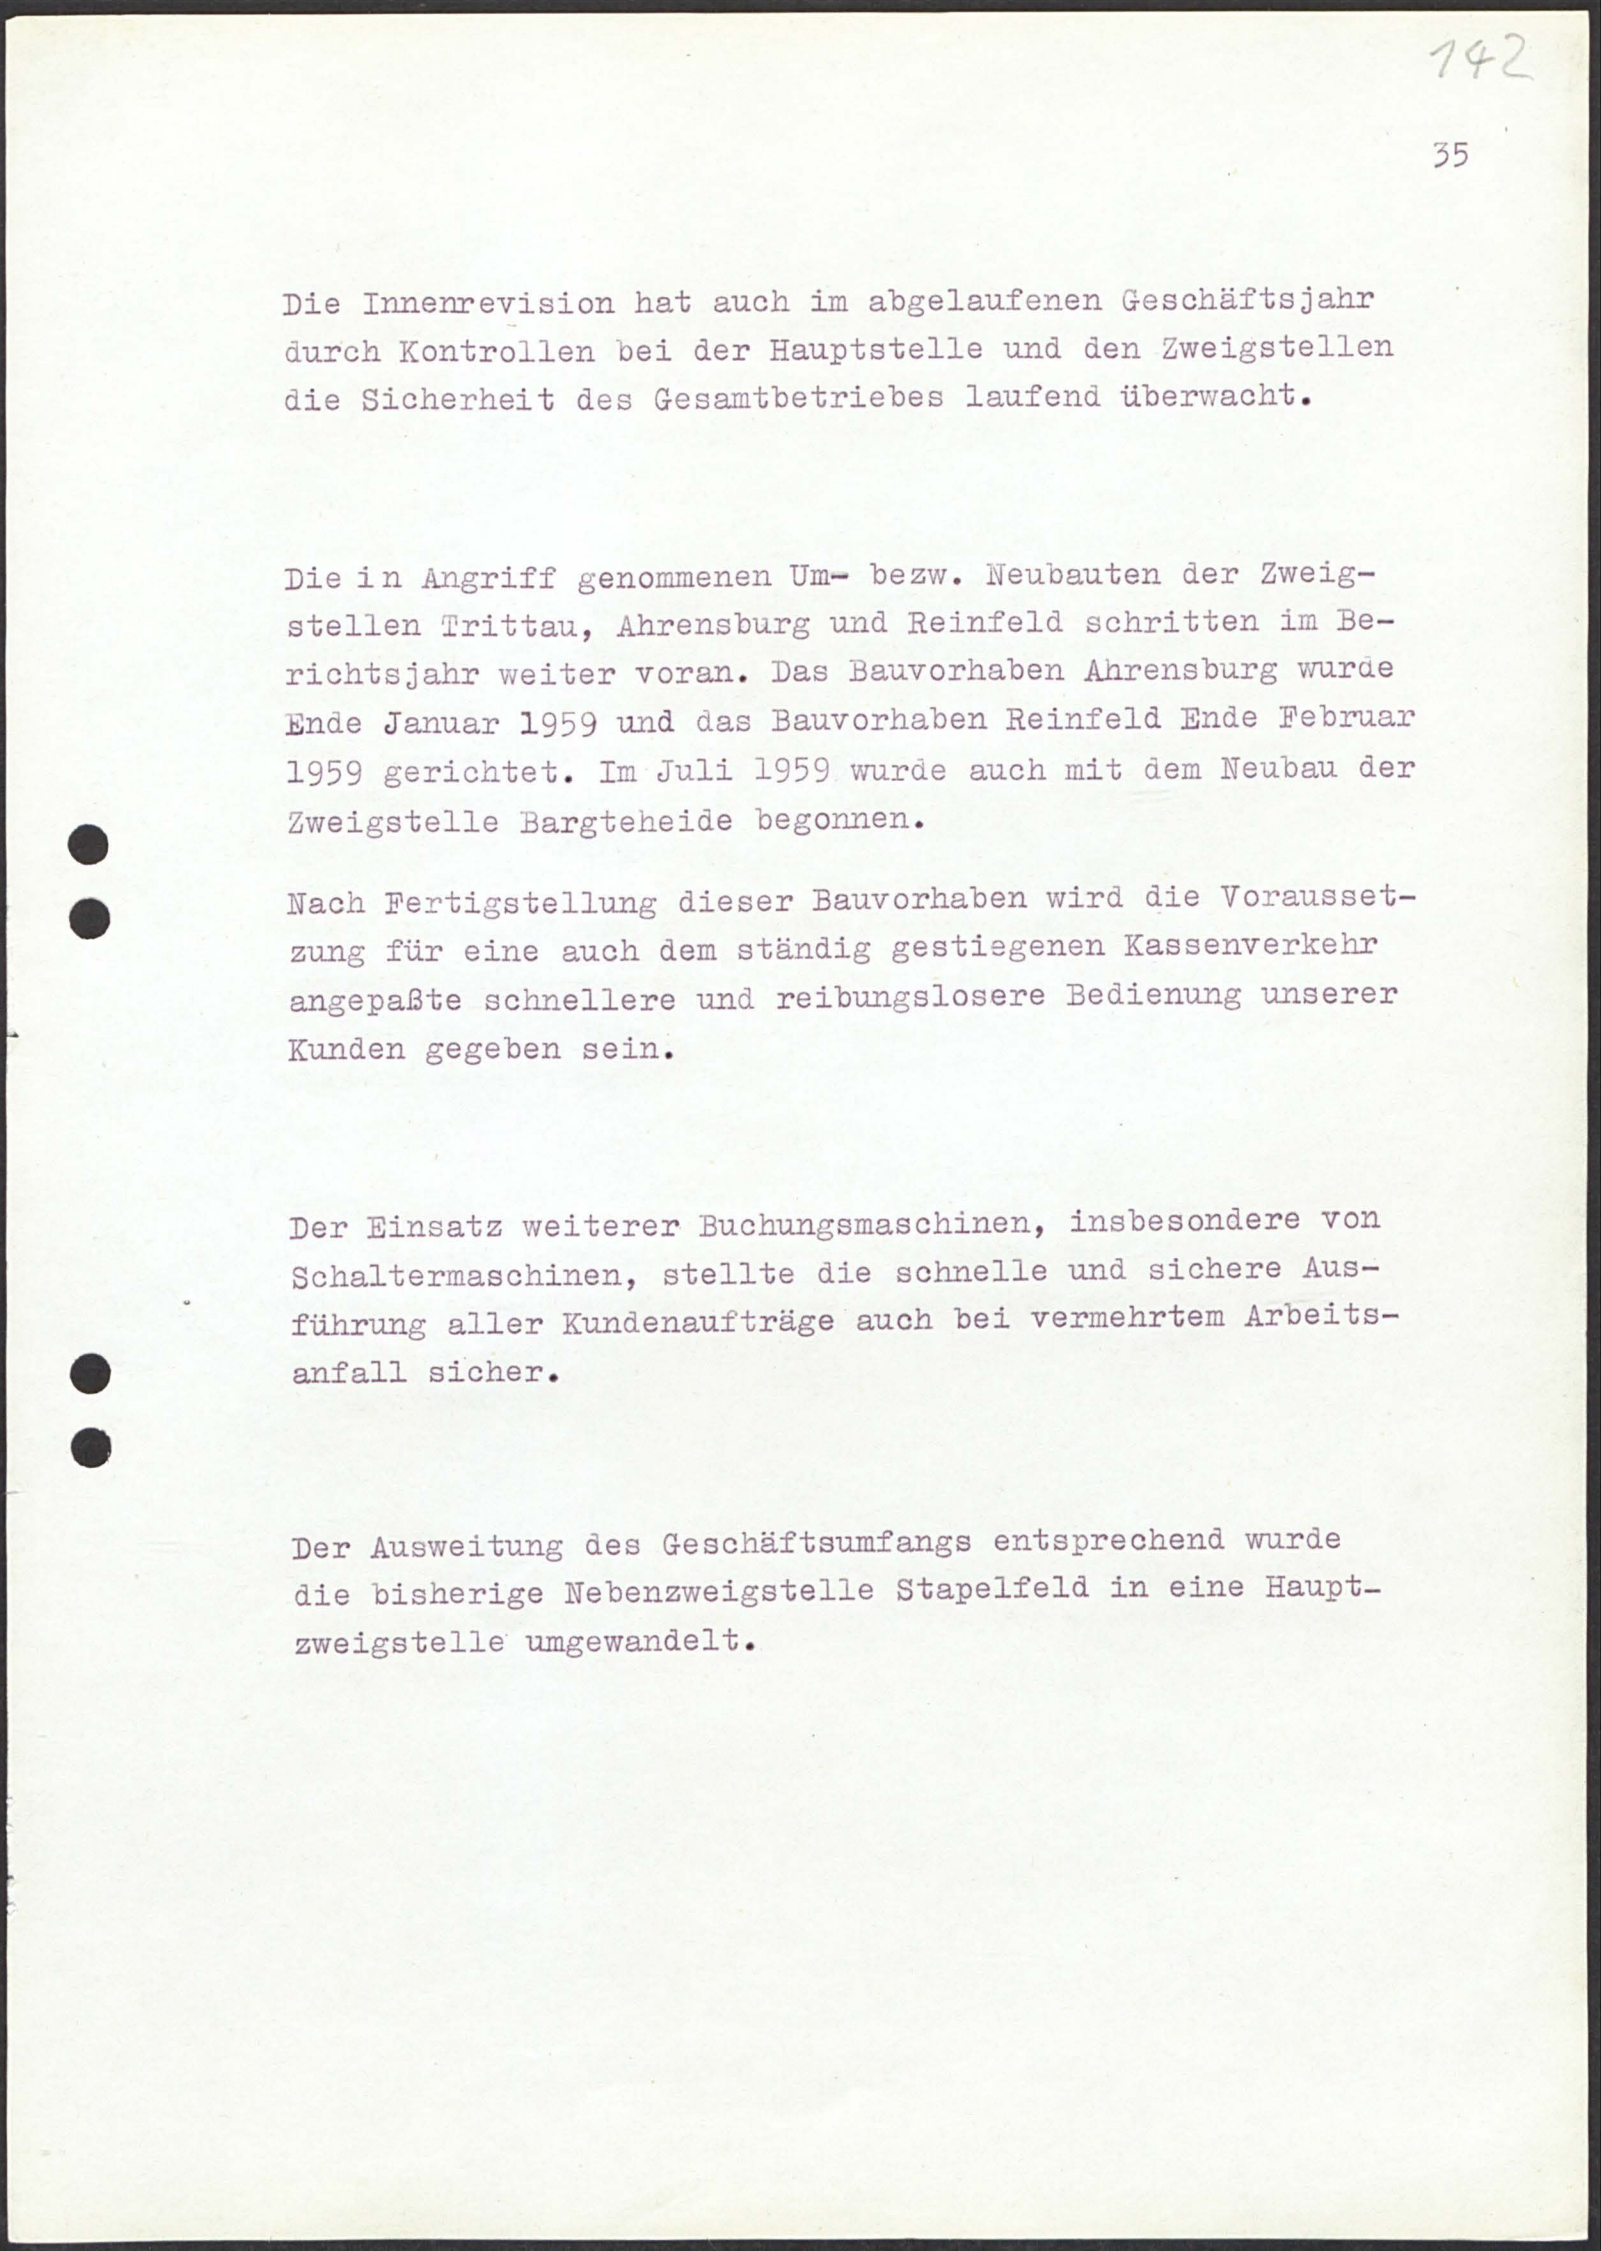 142
35
Die Innenrevision hat auch im abgelaufenen Geschäftsjahr
durch Kontrollen bei der Hauptstelle und den Zweigstellen
die Sicherheit des Gesamtbetriebes laufend überwacht.
Die in Angriff genommenen Um- bezw. Neubauten der Zweig-
stellen Trittau, Ahrensburg und Reinfeld schritten im Be-
richtsjahr weiter voran. Das Bauvorhaben Ahrensburg wurde
Ende Januar 1959 und das Bauvorhaben Reinfeld Ende Februar
1959 gerichtet. Im Juli 1959 wurde auch mit dem Neubau der
Zweigstelle Bargteheide begonnen.
Nach Fertigstellung dieser Bauvorhaben wird die Vorausset-
zung für eine auch dem ständig gestiegenen Kassenverkehr
angepaßte schnellere und reibungslosere Bedienung unserer
Kunden gegeben sein.
Der Einsatz weiterer Buchungsmaschinen, insbesondere von
Schaltermaschinen, stellte die schnelle und sichere Aus-
führung aller Kundenaufträge auch bei vermehrtem Arbeits-
anfall sicher.
Der Ausweitung des Geschäftsumfangs entsprechend wurde
die bisherige Nebenzweigstelle Stapelfeld in eine Haupt-
zweigstelle umgewandelt.